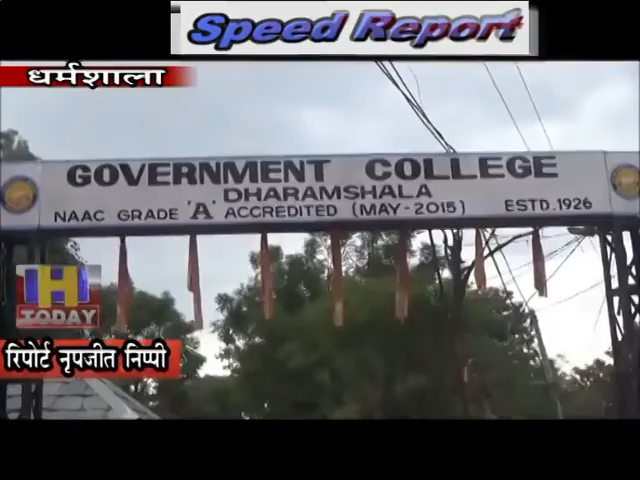 Speed Report
धर्मशाला
GOVERNMENT COLLEGE
DHARAMSHALA
NAAC GRADE 'A' ACCREDITED (MAY-2015) ESTD.1926
H
TODAY
रिपोर्ट नृपजीत निप्पी